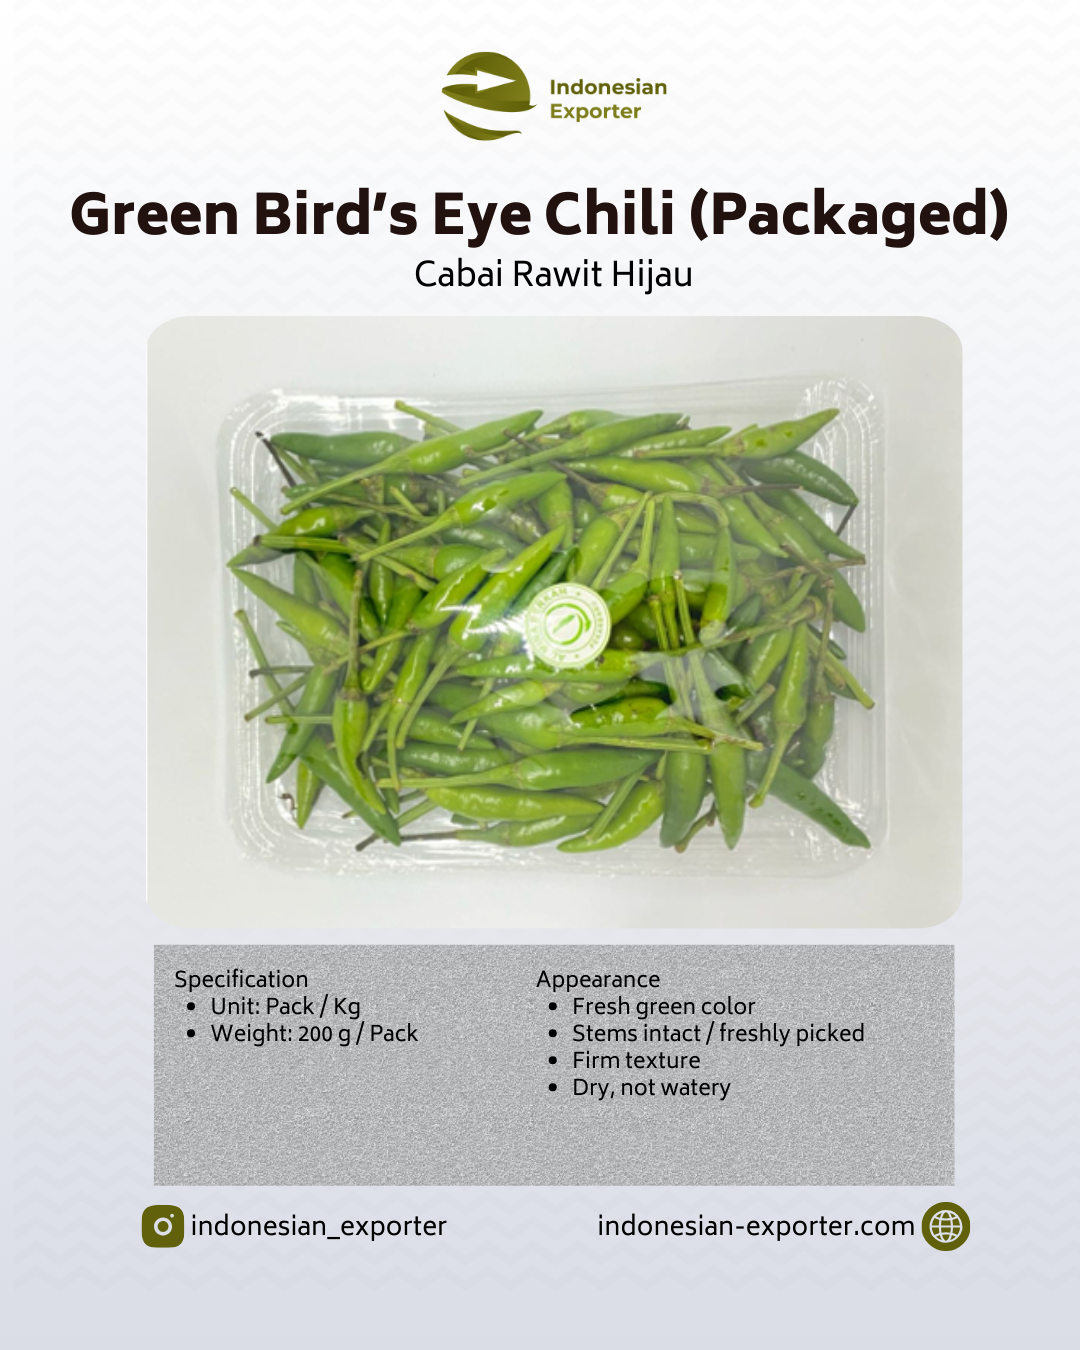 Indonesian
Exporter
Green Bird’s Eye Chili (Packaged)
Cabai Rawit Hijau
Specification
• Unit: Pack / Kg
• Weight: 200 g / Pack
Appearance
• Fresh green color
• Stems intact / freshly picked
• Firm texture
• Dry, not watery
indonesian_exporter
indonesian-exporter.com